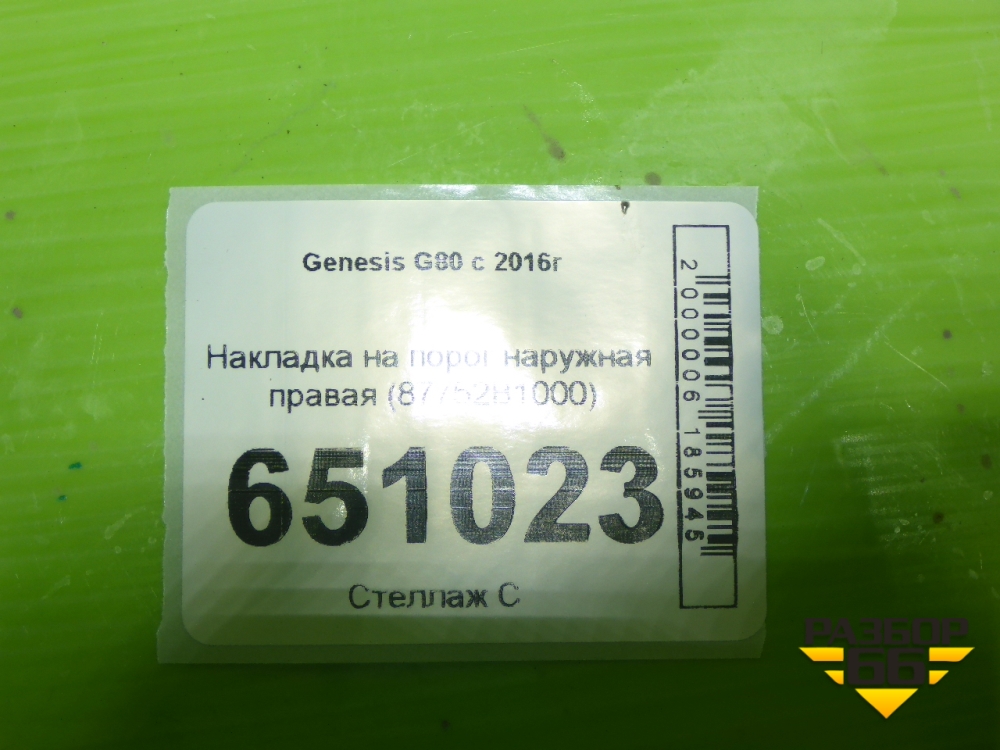 Genesis G80 с 2016г
Накладка на порог наружная
правая (87752B1000)
651023
Стеллаж С
2000006185945
РАЗБОР
66